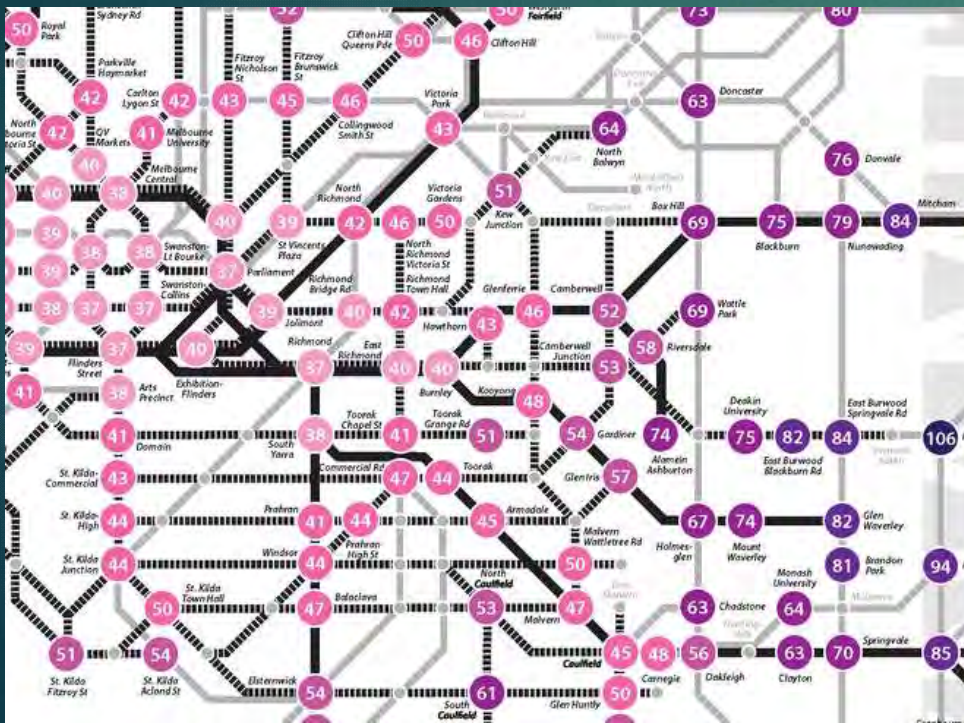 52
73
80
Sydney Rd
50
Royal
Park
50
Fairfield
Clifton Hill
Queens Pde
50
46
Clifton Hill
Parkville
Haymarket
Fitzroy
Nicholson
St
Fitzroy
Brunswick
St
42
Carlton
Lygon St
42
43
45
46
Victoria
Park
63
Doncaster
42
QV
Markets
41
Melbourne
University
Collingwood
Smith St
43
64
North
Balwyn
76
Donvale
40
Melbourne
Central
40
38
North
Richmond
Victoria
Gardens
51
Kew
Junction
Box Hill
Mitcham
40
39
42
46
50
69
75
79
84
39
38
38
Swanston-
Lt Bourke
St Vincents
Plaza
North
Richmond
Victoria St
Blackburn
Nunawading
39
37
Parliament
Richmond
Bridge Rd
Richmond
Town Hall
Glenferrie
Camberwell
Swanston-
Collins
38
37
37
39
Jolimont
40
42
Hawthorn
43
46
52
69
Wattle
Park
39
37
40
Richmond
East
Richmond
Camberwell
Junction
58
Riversdale
Flinders
Street
Exhibition-
Flinders
37
40
40
Burnley
53
41
38
Arts
Precinct
Kooyong
48
41
Domain
South
Yarra
38
Toorak
Chapel St
41
Toorak
Grange Rd
51
54
Gardiner
74
Alamein
Ashburton
Deakin
University
75
82
East Burwood
Blackburn Rd
84
East Burwood
Springvale Rd
106
St. Kilda-
Commercial
43
Commercial Rd
47
44
Toorak
Glen Iris
57
St. Kilda-
High
44
Prahran
41
44
Prahran-
High St
45
Armadale
Malvern
Wattletree Rd
67
Holmes-
glen
74
Mount
Waverley
82
Glen
Waverley
St. Kilda
Junction
44
Windsor
44
50
81
Brandon
Park
94
St. Kilda
Town Hall
50
47
Balaclava
North
Caulfield
53
47
Malvern
63
Chadstone
Monash
University
64
51
St. Kilda
Fitzroy St
54
St. Kilda
Acland St
Caulfield
45
48
Carnegie
56
Oakleigh
63
Clayton
70
Springvale
85
Elsternwick
54
61
South
Caulfield
50
Glen Huntly